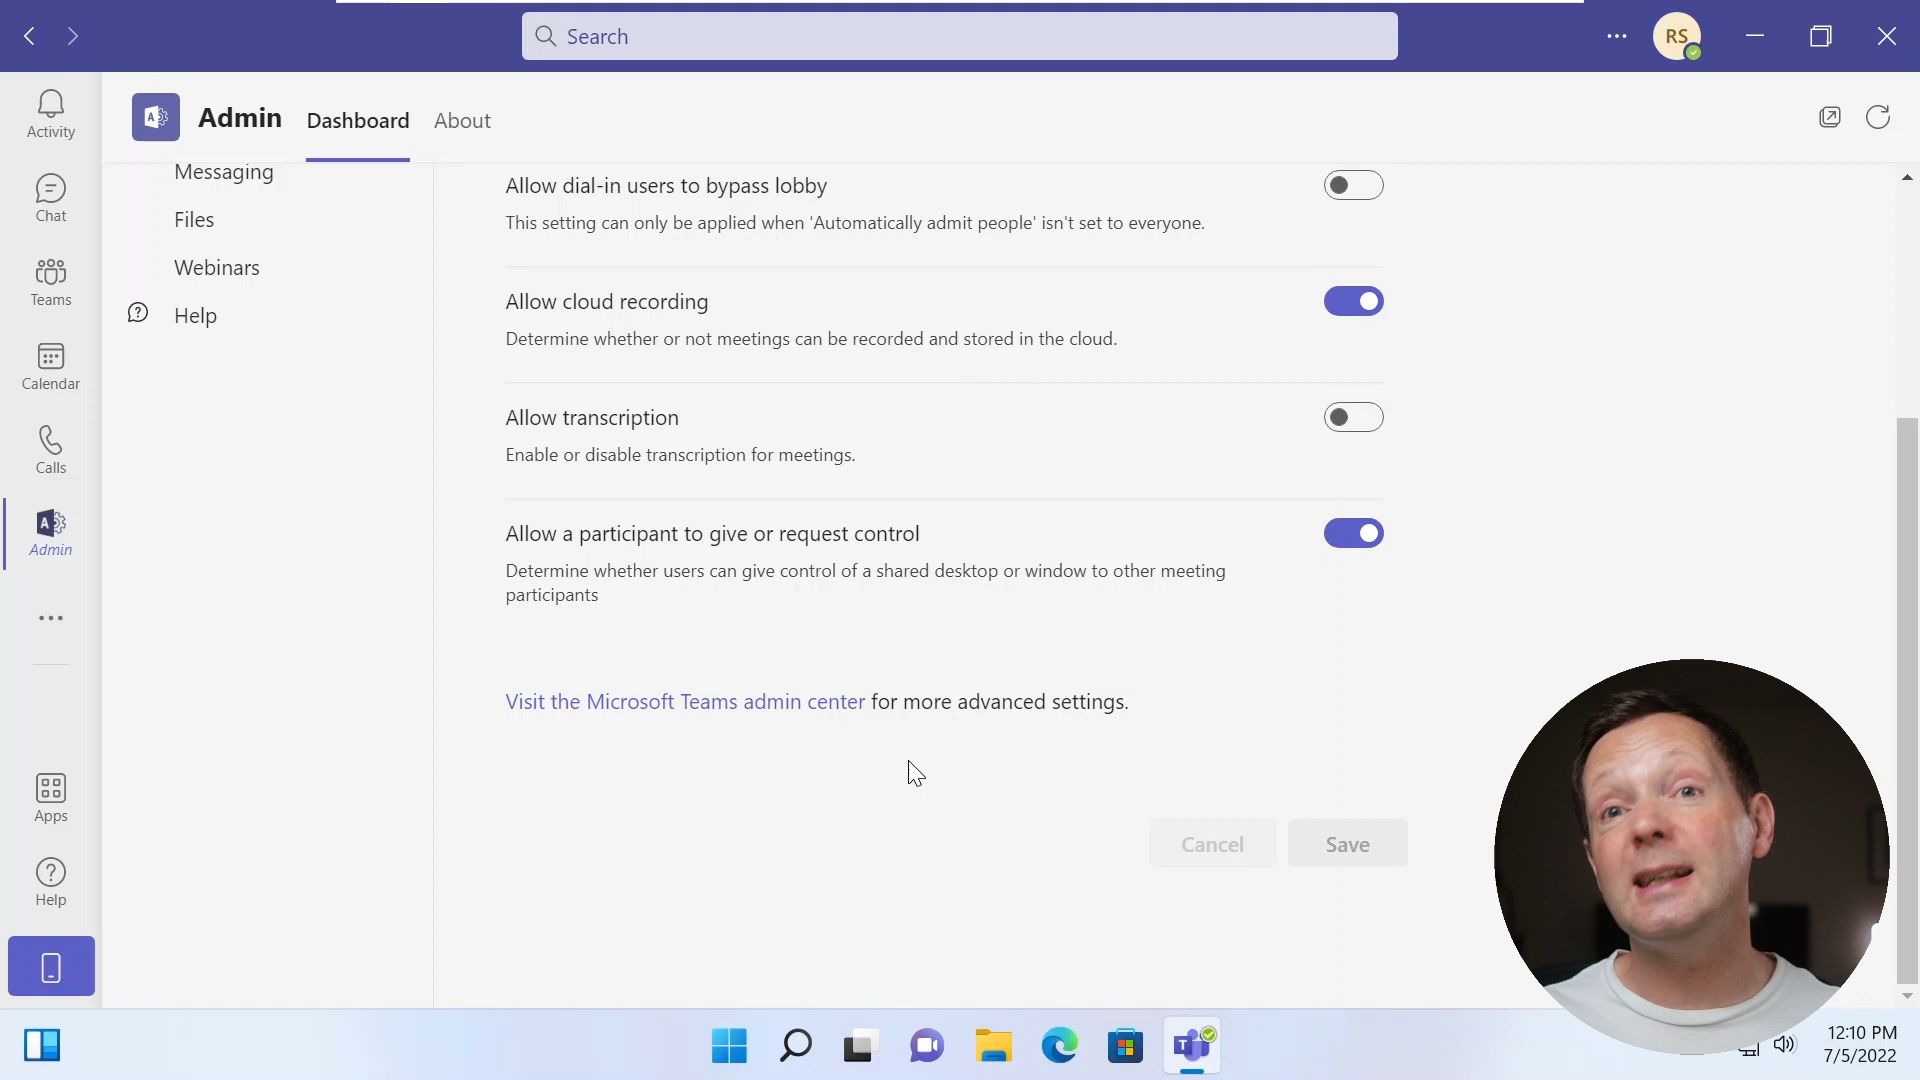 Search
RS
Activity
Chat
Teams
Calendar
Calls
Admin
Apps
Help
Admin
Dashboard
About
Messaging
Files
Webinars
Help
Allow dial-in users to bypass lobby
This setting can only be applied when 'Automatically admit people' isn't set to everyone.
Allow cloud recording
Determine whether or not meetings can be recorded and stored in the cloud.
Allow transcription
Enable or disable transcription for meetings.
Allow a participant to give or request control
Determine whether users can give control of a shared desktop or window to other meeting
participants
Visit the Microsoft Teams admin center for more advanced settings.
Cancel
Save
12:10 PM
7/5/2022